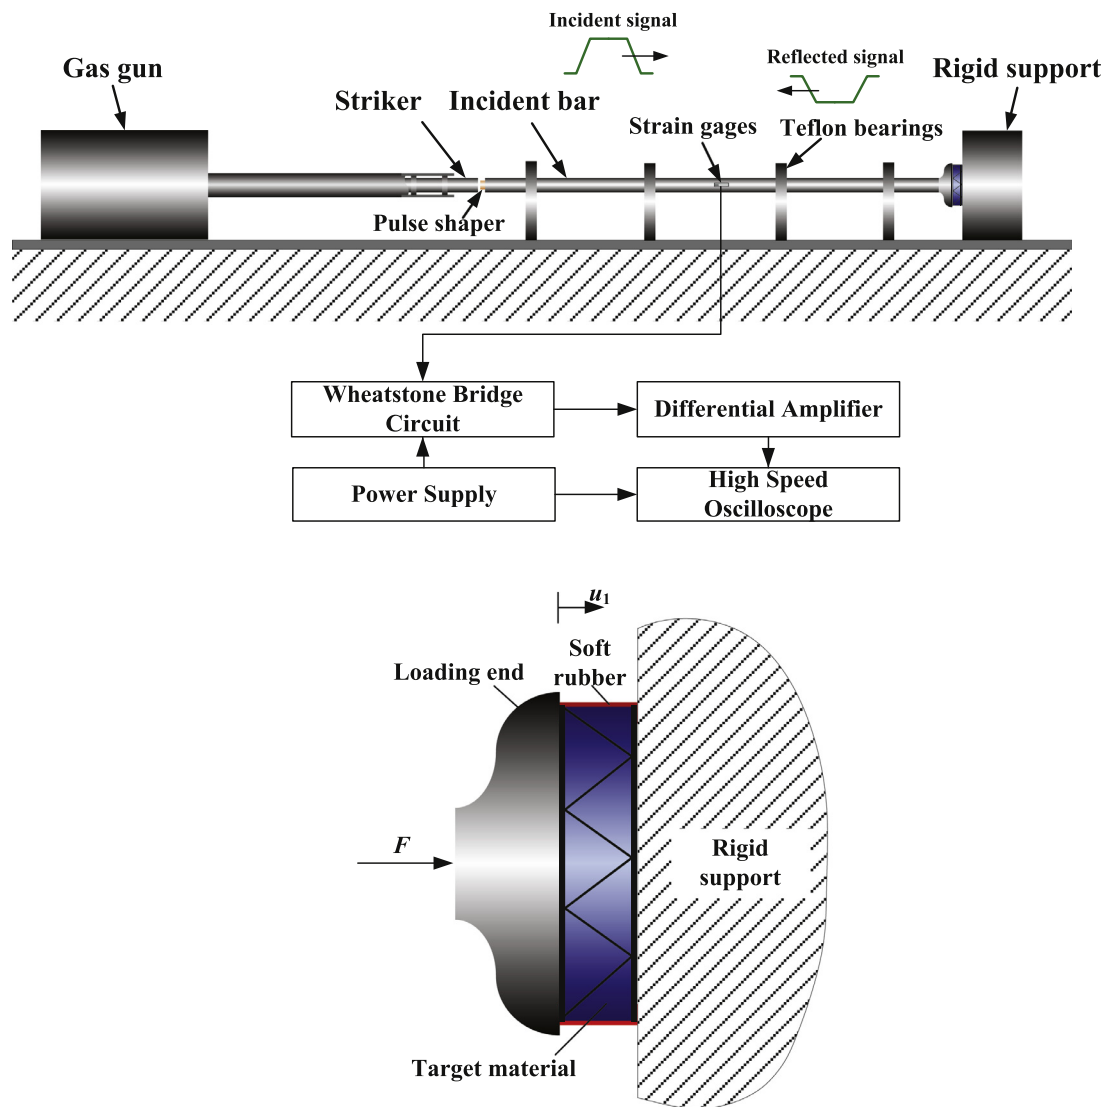 Incident signal
Reflected signal
Gas gun
Rigid support
Striker
Incident bar
Strain gages
Teflon bearings
Pulse shaper
Wheatstone Bridge
Circuit
Differential Amplifier
Power Supply
High Speed
Oscilloscope
u1
Soft
rubber
Loading end
F
Rigid
support
Target material